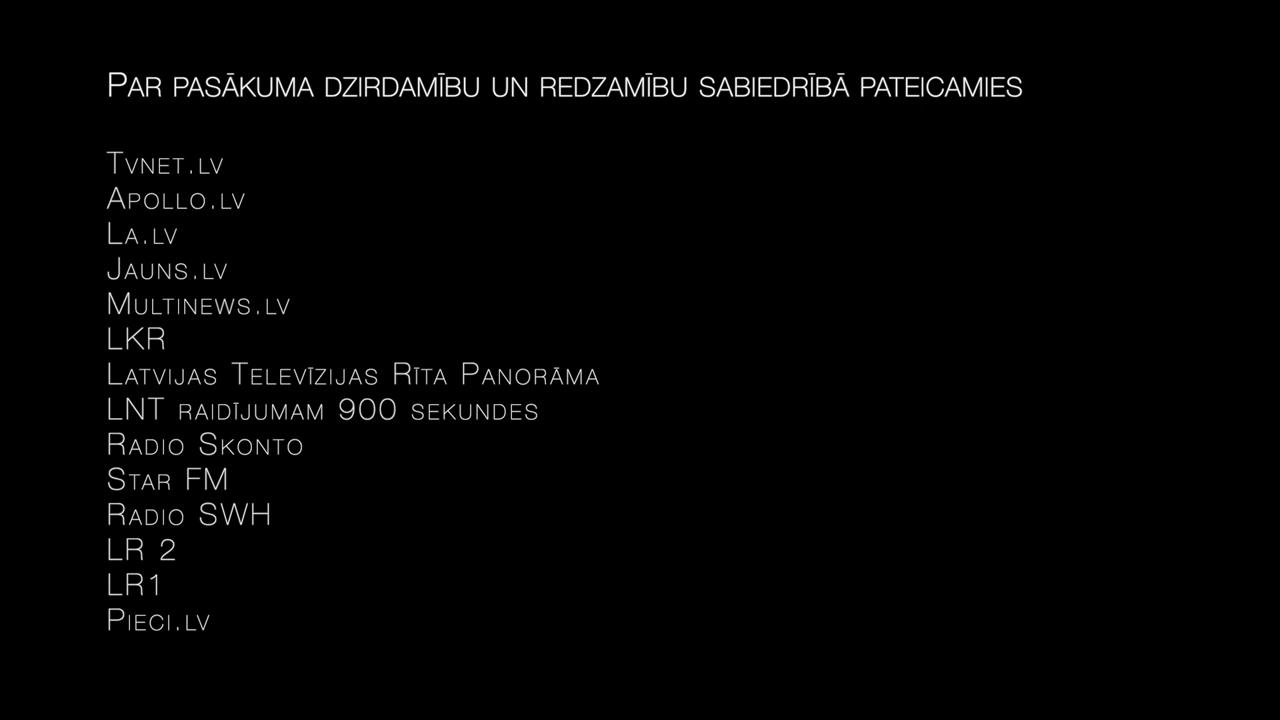 Par pasākuma dzirdamību un redzamību sabiedrībā pateicamies
Tvnet.lv
Apollo.lv
La.lv
Jauns.lv
Multinews.lv
LKR
Latvijas Televīzijas Rīta Panorāma
LNT raidījumam 900 sekundes
Radio Skonto
Star FM
Radio SWH
LR 2
LR1
Pieci.lv